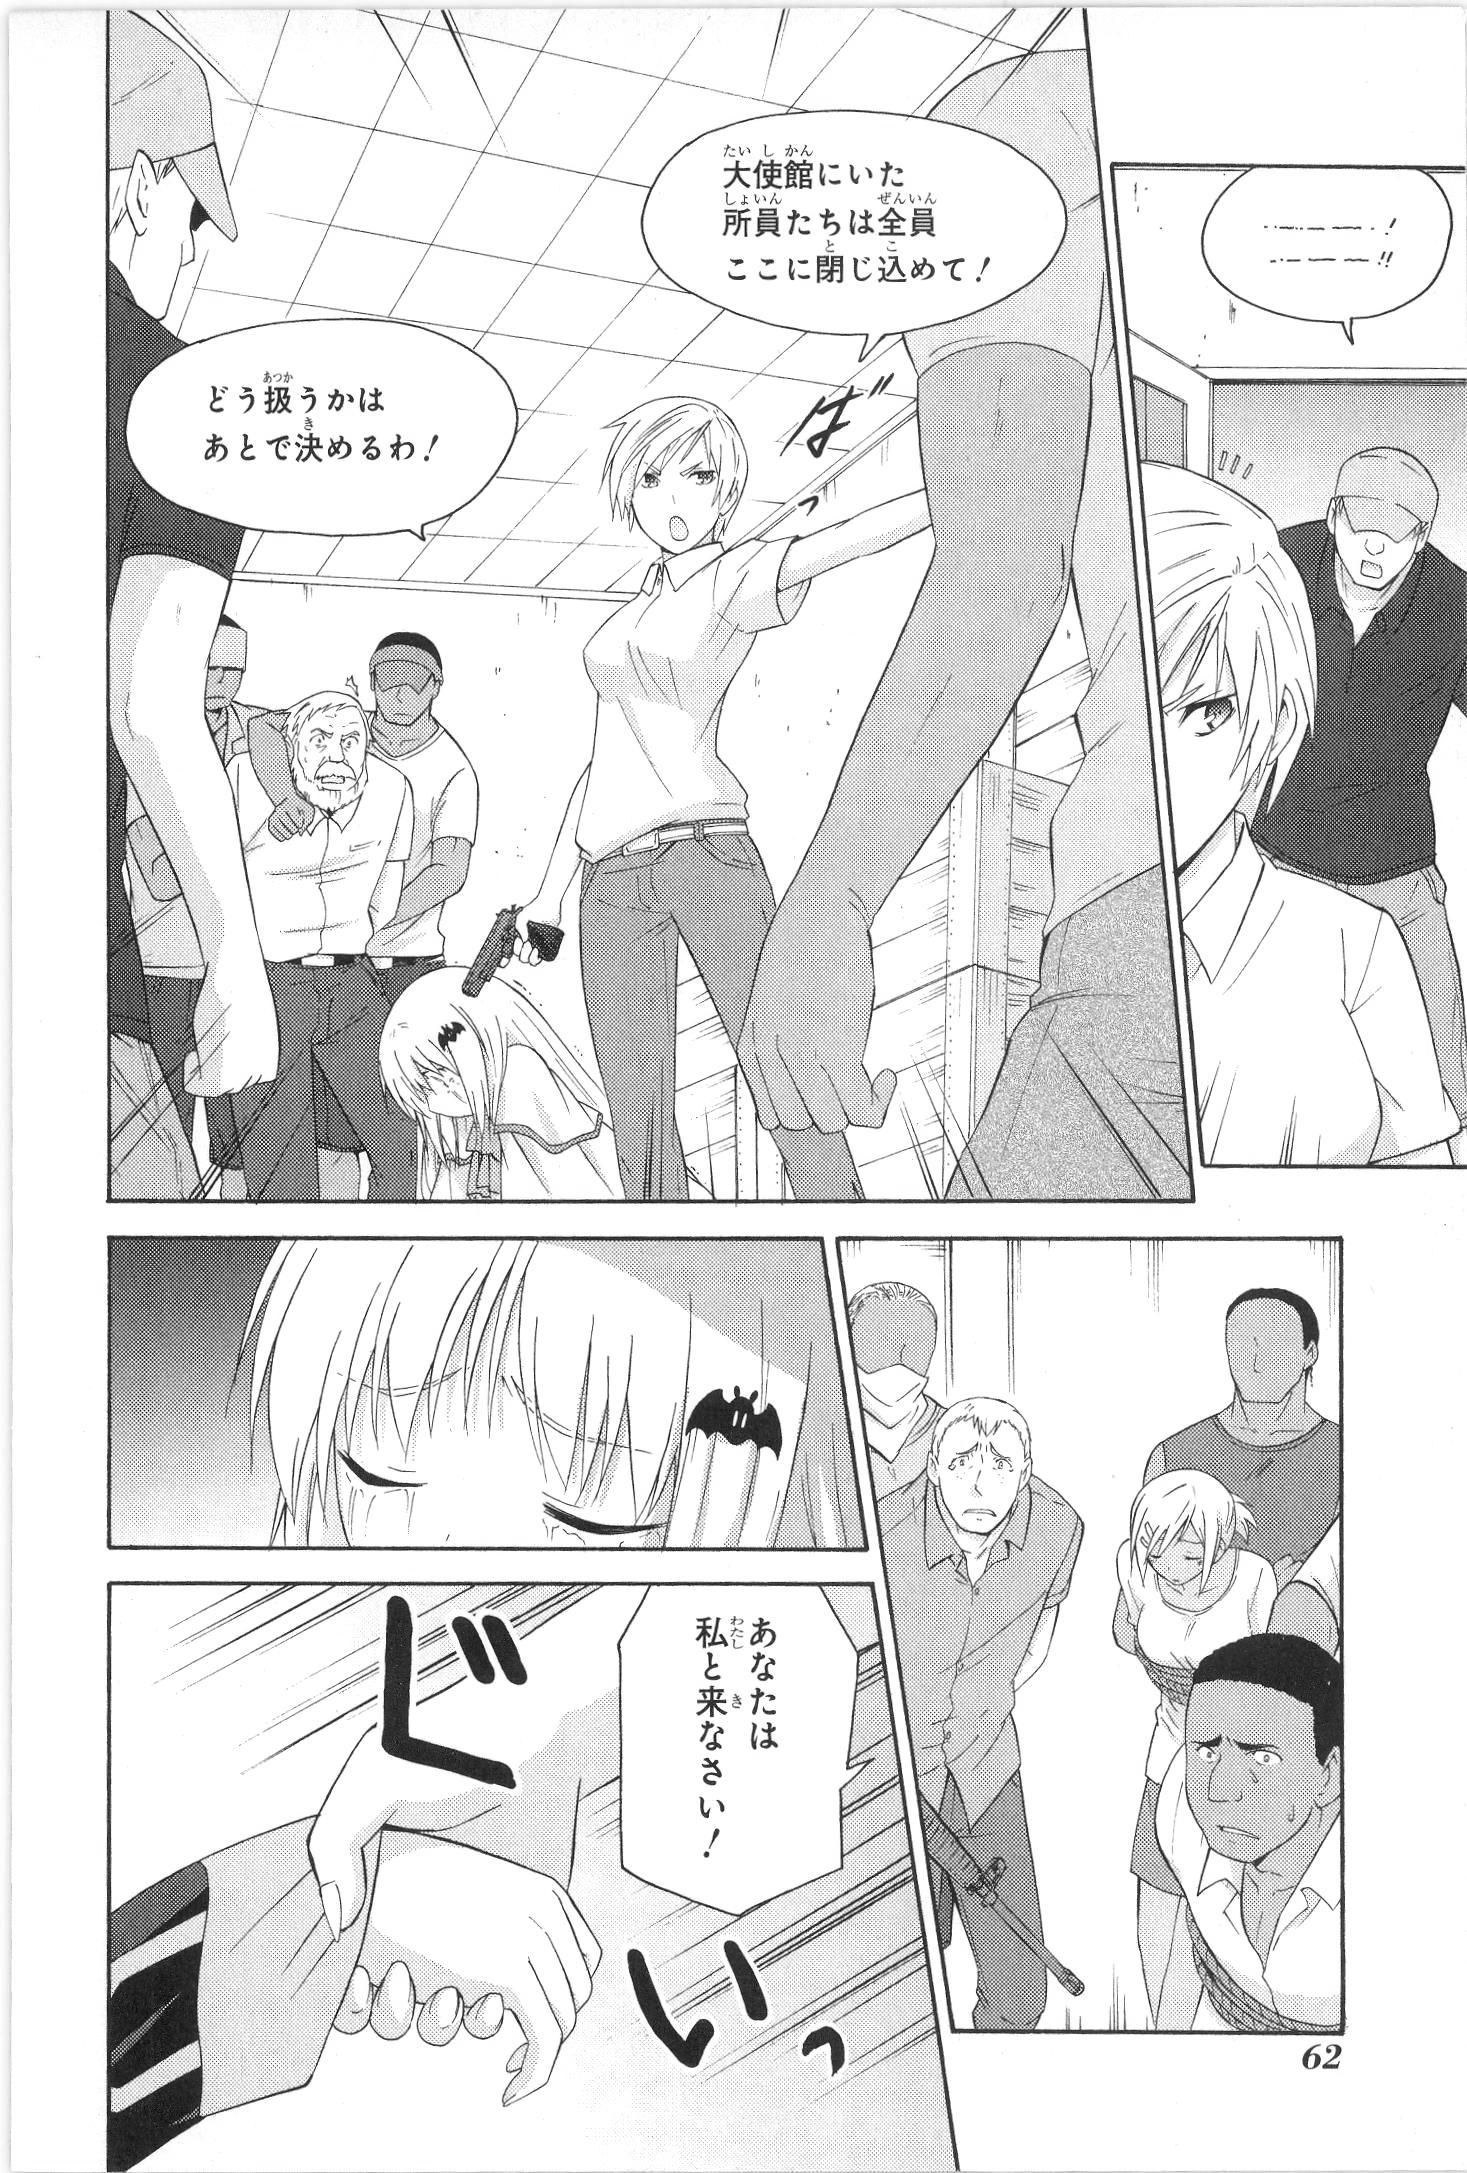 大使館にいた
所員たちは全員
ここに閉じ込めて！
どう扱うかは
あとで決めるわ！
ばっ
あなたは
私と来なさい！
ぐいっ
62